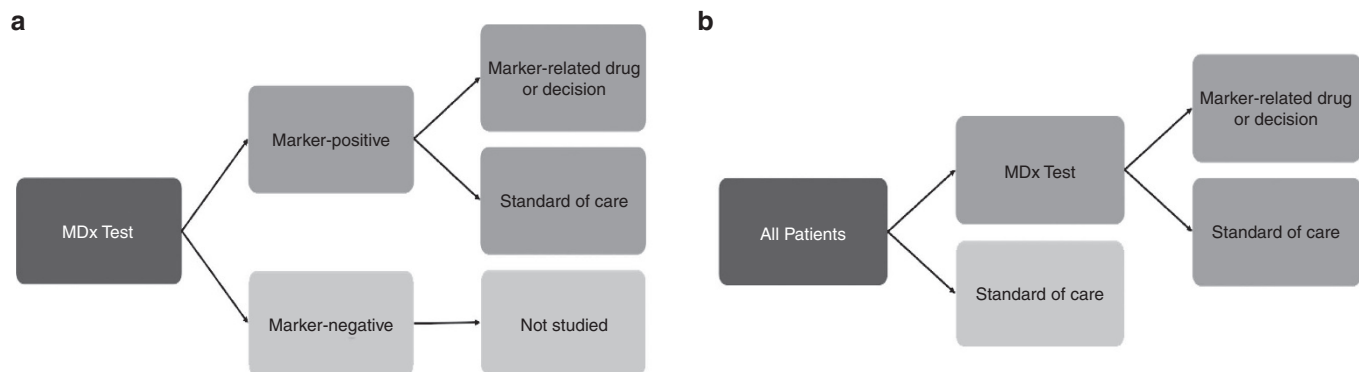 a
MDx Test
Marker-positive
Marker-negative
Marker-related drug
or decision
Standard of care
Not studied
b
All Patients
MDx Test
Standard of care
Marker-related drug
or decision
Standard of care